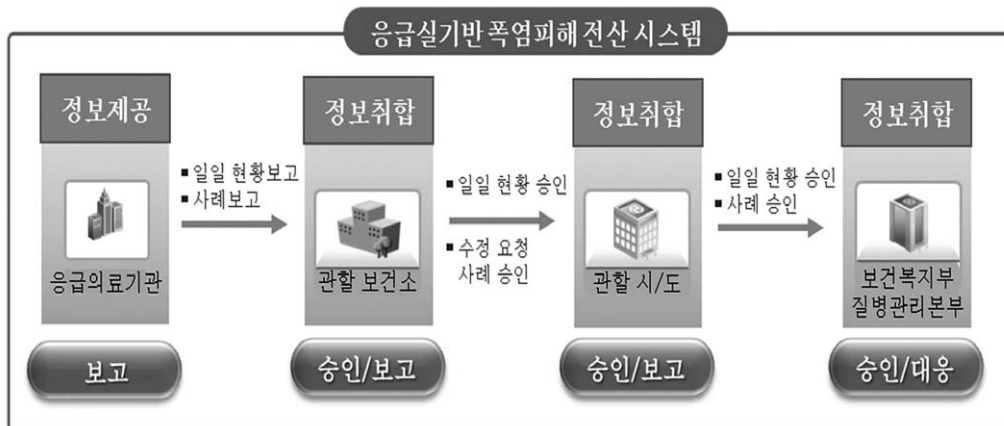 응급실기반 폭염피해 전산 시스템
정보제공
응급의료기관
보고
▪ 일일 현황보고
▪ 사례보고
정보취합
관할 보건소
승인/보고
▪ 일일 현황 승인
▪ 수정 요청
사례 승인
정보취합
관할 시/도
승인/보고
▪ 일일 현황 승인
▪ 사례 승인
정보취합
보건복지부
질병관리본부
승인/대응